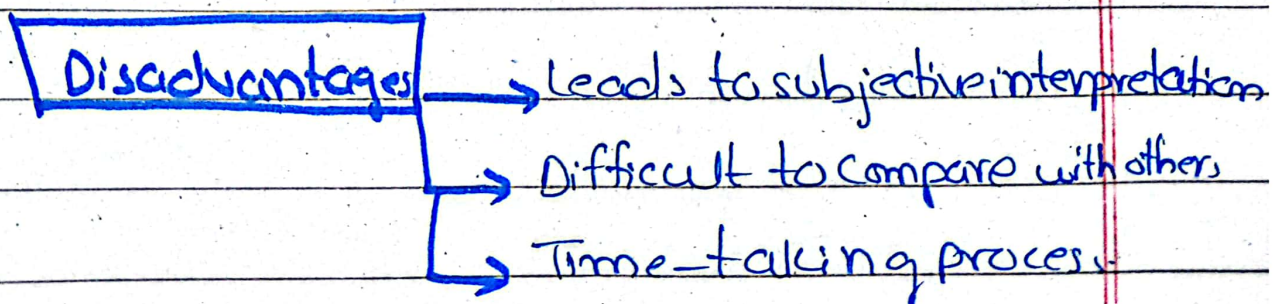 Disadvantages → Leads to subjective interpretation
→ Difficult to compare with others
→ Time-taking process.